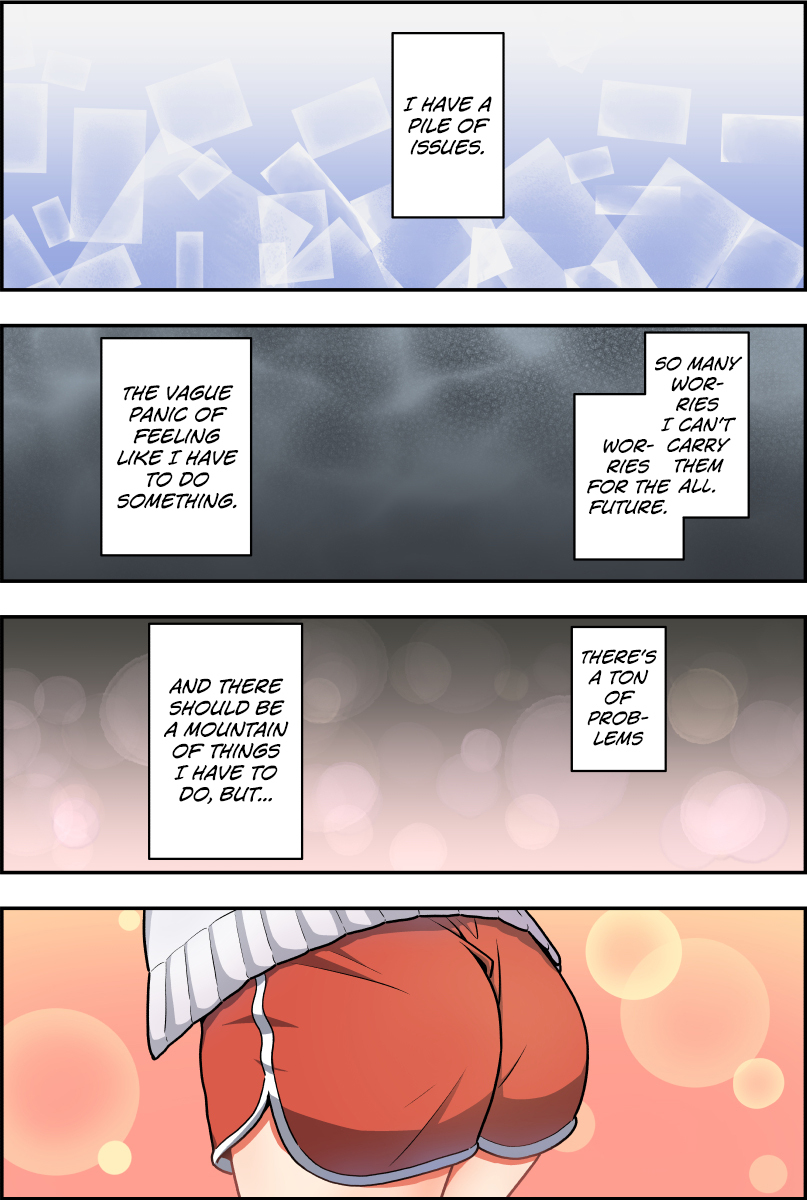 I HAVE A
PILE OF
ISSUES.
SO MANY
WOR-
RIES
I CAN'T
CARRY
THEM
ALL.
WOR-
RIES
FOR THE
FUTURE.
THE VAGUE
PANIC OF
FEELING
LIKE I HAVE
TO DO
SOMETHING.
THERE'S
A TON
OF
PROB-
LEMS
AND THERE
SHOULD BE
A MOUNTAIN
OF THINGS
I HAVE TO
DO, BUT...